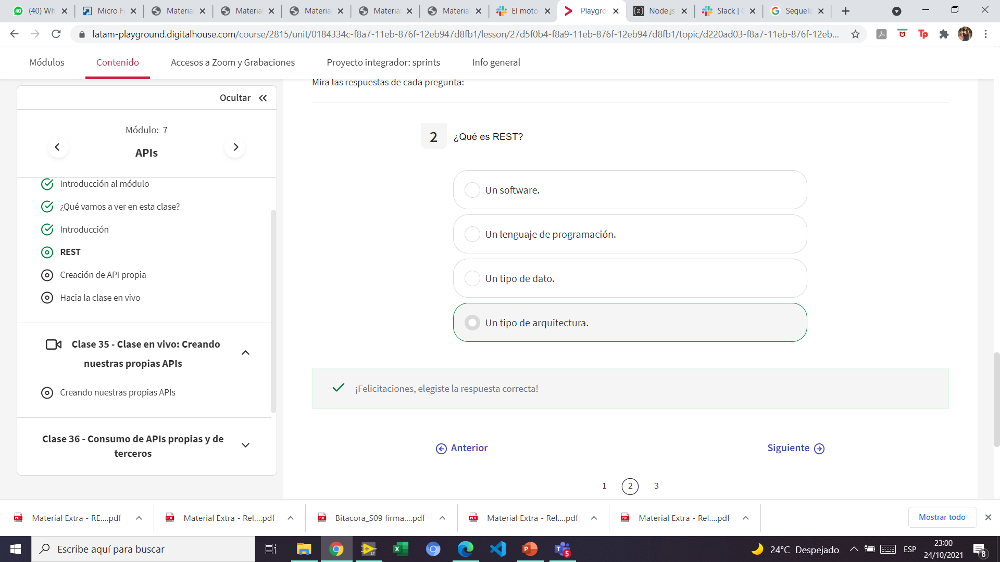 (40) Wh
Micro F
Material
Material
Material
Material
Material
El moto
Playgro
Node.js
Slack |
Sequeli
latam-playground.digitalhouse.com/course/2815/unit/0184334c-f8a7-11eb-876f-12eb947d8fb1/lesson/27d5f0b4-f8a9-11eb-876f-12eb947d8fb1/topic/d220ad03-f8a7-11eb-876f-12eb...
Módulos
Contenido
Accesos a Zoom y Grabaciones
Proyecto integrador: sprints
Info general
Ocultar
Módulo: 7
APIs
Introducción al módulo
¿Qué vamos a ver en esta clase?
Introducción
REST
Creación de API propia
Hacia la clase en vivo
Clase 35 - Clase en vivo: Creando
nuestras propias APIs
Creando nuestras propias APIs
Clase 36 - Consumo de APIs propias y de
terceros
Mira las respuestas de cada pregunta:
2 ¿Qué es REST?
Un software.
Un lenguaje de programación.
Un tipo de dato.
Un tipo de arquitectura.
¡Felicitaciones, elegiste la respuesta correcta!
Anterior
Siguiente
1 2 3
Material Extra - RE....pdf
Material Extra - Rel....pdf
Bitacora_S09 firma....pdf
Material Extra - Rel....pdf
Material Extra - Rel....pdf
Mostrar todo
Escribe aquí para buscar
24°C Despejado
ESP
23:00
24/10/2021
8